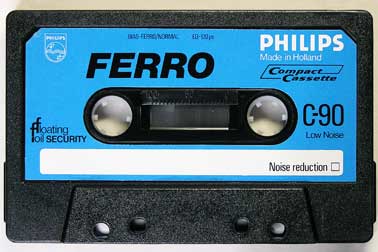 PHILIPS
BIAS-FERRO/NORMAL EQ-120 µs
PHILIPS
Made in Holland
FERRO
Compact
Cassette
C-90
Low Noise
floating
foil SECURITY
Noise reduction